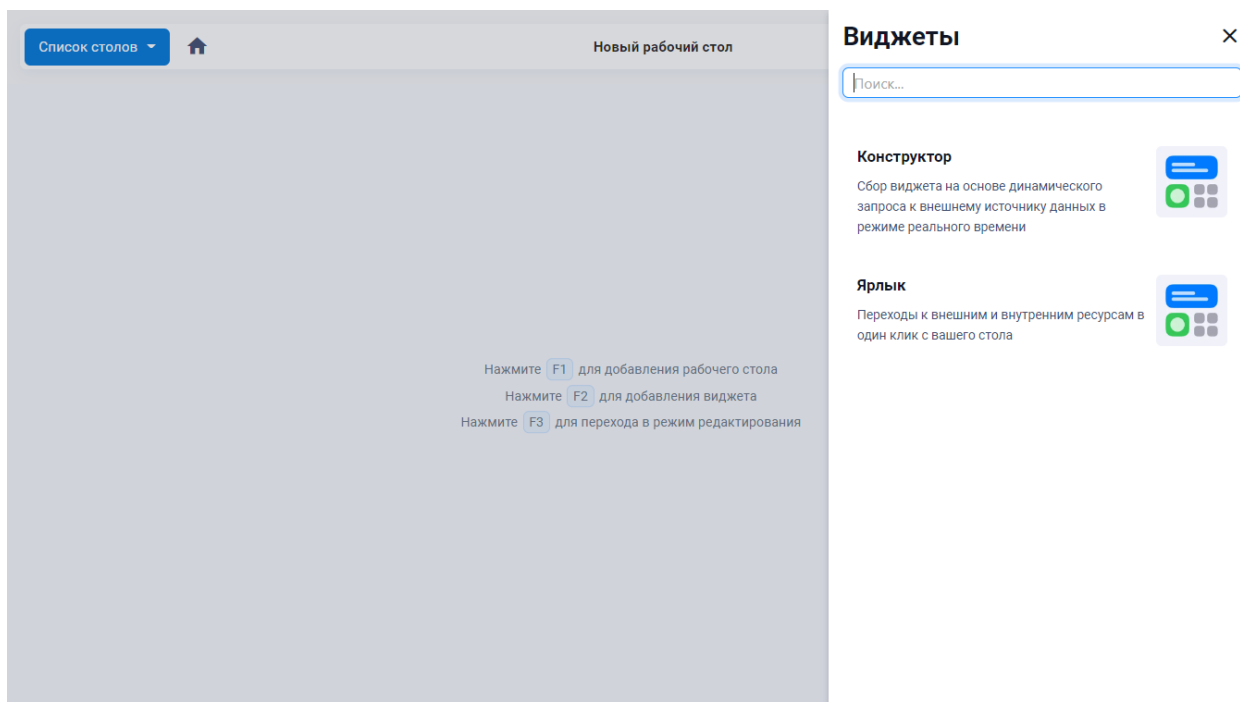 Список столов
Новый рабочий стол
Нажмите F1 для добавления рабочего стола
Нажмите F2 для добавления виджета
Нажмите F3 для перехода в режим редактирования
Виджеты
Поиск...
Конструктор
Сбор виджета на основе динамического
запроса к внешнему источнику данных в
режиме реального времени
Ярлык
Переходы к внешним и внутренним ресурсам в
один клик с вашего стола